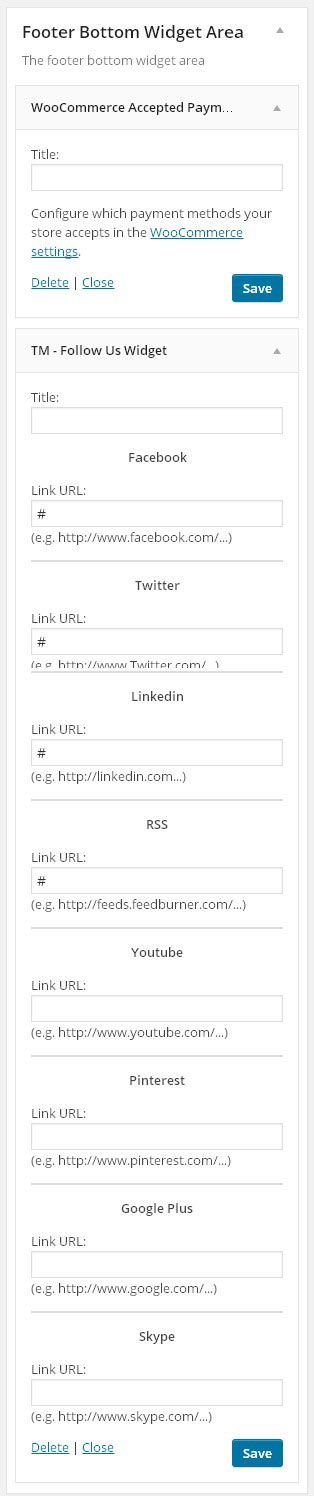 Footer Bottom Widget Area
The footer bottom widget area
WooCommerce Accepted Paym...
Title:
Configure which payment methods your
store accepts in the WooCommerce
settings.
Delete | Close
Save
TM - Follow Us Widget
Title:
Facebook
Link URL:
#
(e.g. http://www.facebook.com/...)
Twitter
Link URL:
#
(e.g. http://www.Twitter.com/...)
Linkedin
Link URL:
#
(e.g. http://linkedin.com...)
RSS
Link URL:
#
(e.g. http://feeds.feedburner.com/...)
Youtube
Link URL:
(e.g. http://www.youtube.com/...)
Pinterest
Link URL:
(e.g. http://www.pinterest.com/...)
Google Plus
Link URL:
(e.g. http://www.google.com/...)
Skype
Link URL:
(e.g. http://www.skype.com/...)
Delete | Close
Save